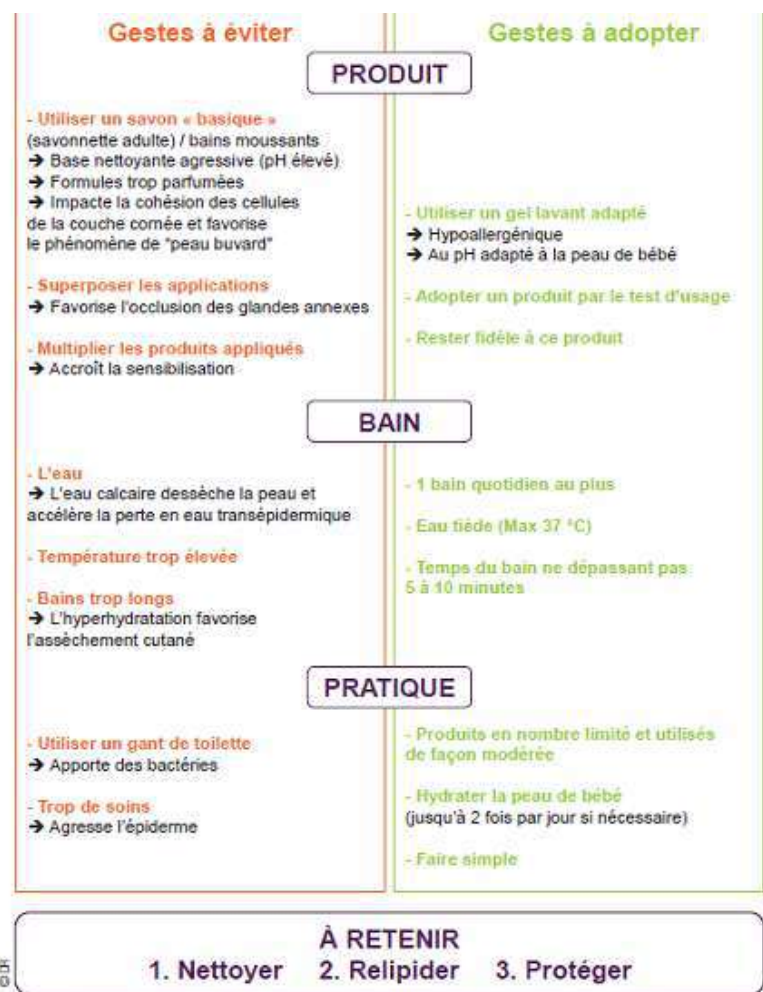 Gestes à éviter
Gestes à adopter
PRODUIT
- Utiliser un savon « basique »
(savonnette adulte) / bains moussants
➔ Base nettoyante agressive (pH élevé)
➔ Formules trop parfumées
➔ Impacte la cohésion des cellules
de la couche cornée et favorise
le phénomène de "peau buvard"
- Superposer les applications
➔ Favorise l'occlusion des glandes annexes
- Multiplier les produits appliqués
➔ Accroît la sensibilisation
- Utiliser un gel lavant adapté
➔ Hypoallergénique
➔ Au pH adapté à la peau de bébé
- Adopter un produit par le test d'usage
- Rester fidèle à ce produit
BAIN
- L'eau
➔ L'eau calcaire dessèche la peau et
accélère la perte en eau transépidermique
- Température trop élevée
- Bains trop longs
➔ L'hyperhydratation favorise
l'assèchement cutané
- 1 bain quotidien au plus
- Eau tiède (Max 37 °C)
- Temps du bain ne dépassant pas
5 à 10 minutes
PRATIQUE
- Utiliser un gant de toilette
➔ Apporte des bactéries
- Trop de soins
➔ Agresse l'épiderme
- Produits en nombre limité et utilisés
de façon modérée
- Hydrater la peau de bébé
(jusqu'à 2 fois par jour si nécessaire)
- Faire simple
À RETENIR
1. Nettoyer 2. Relipider 3. Protéger
© DR